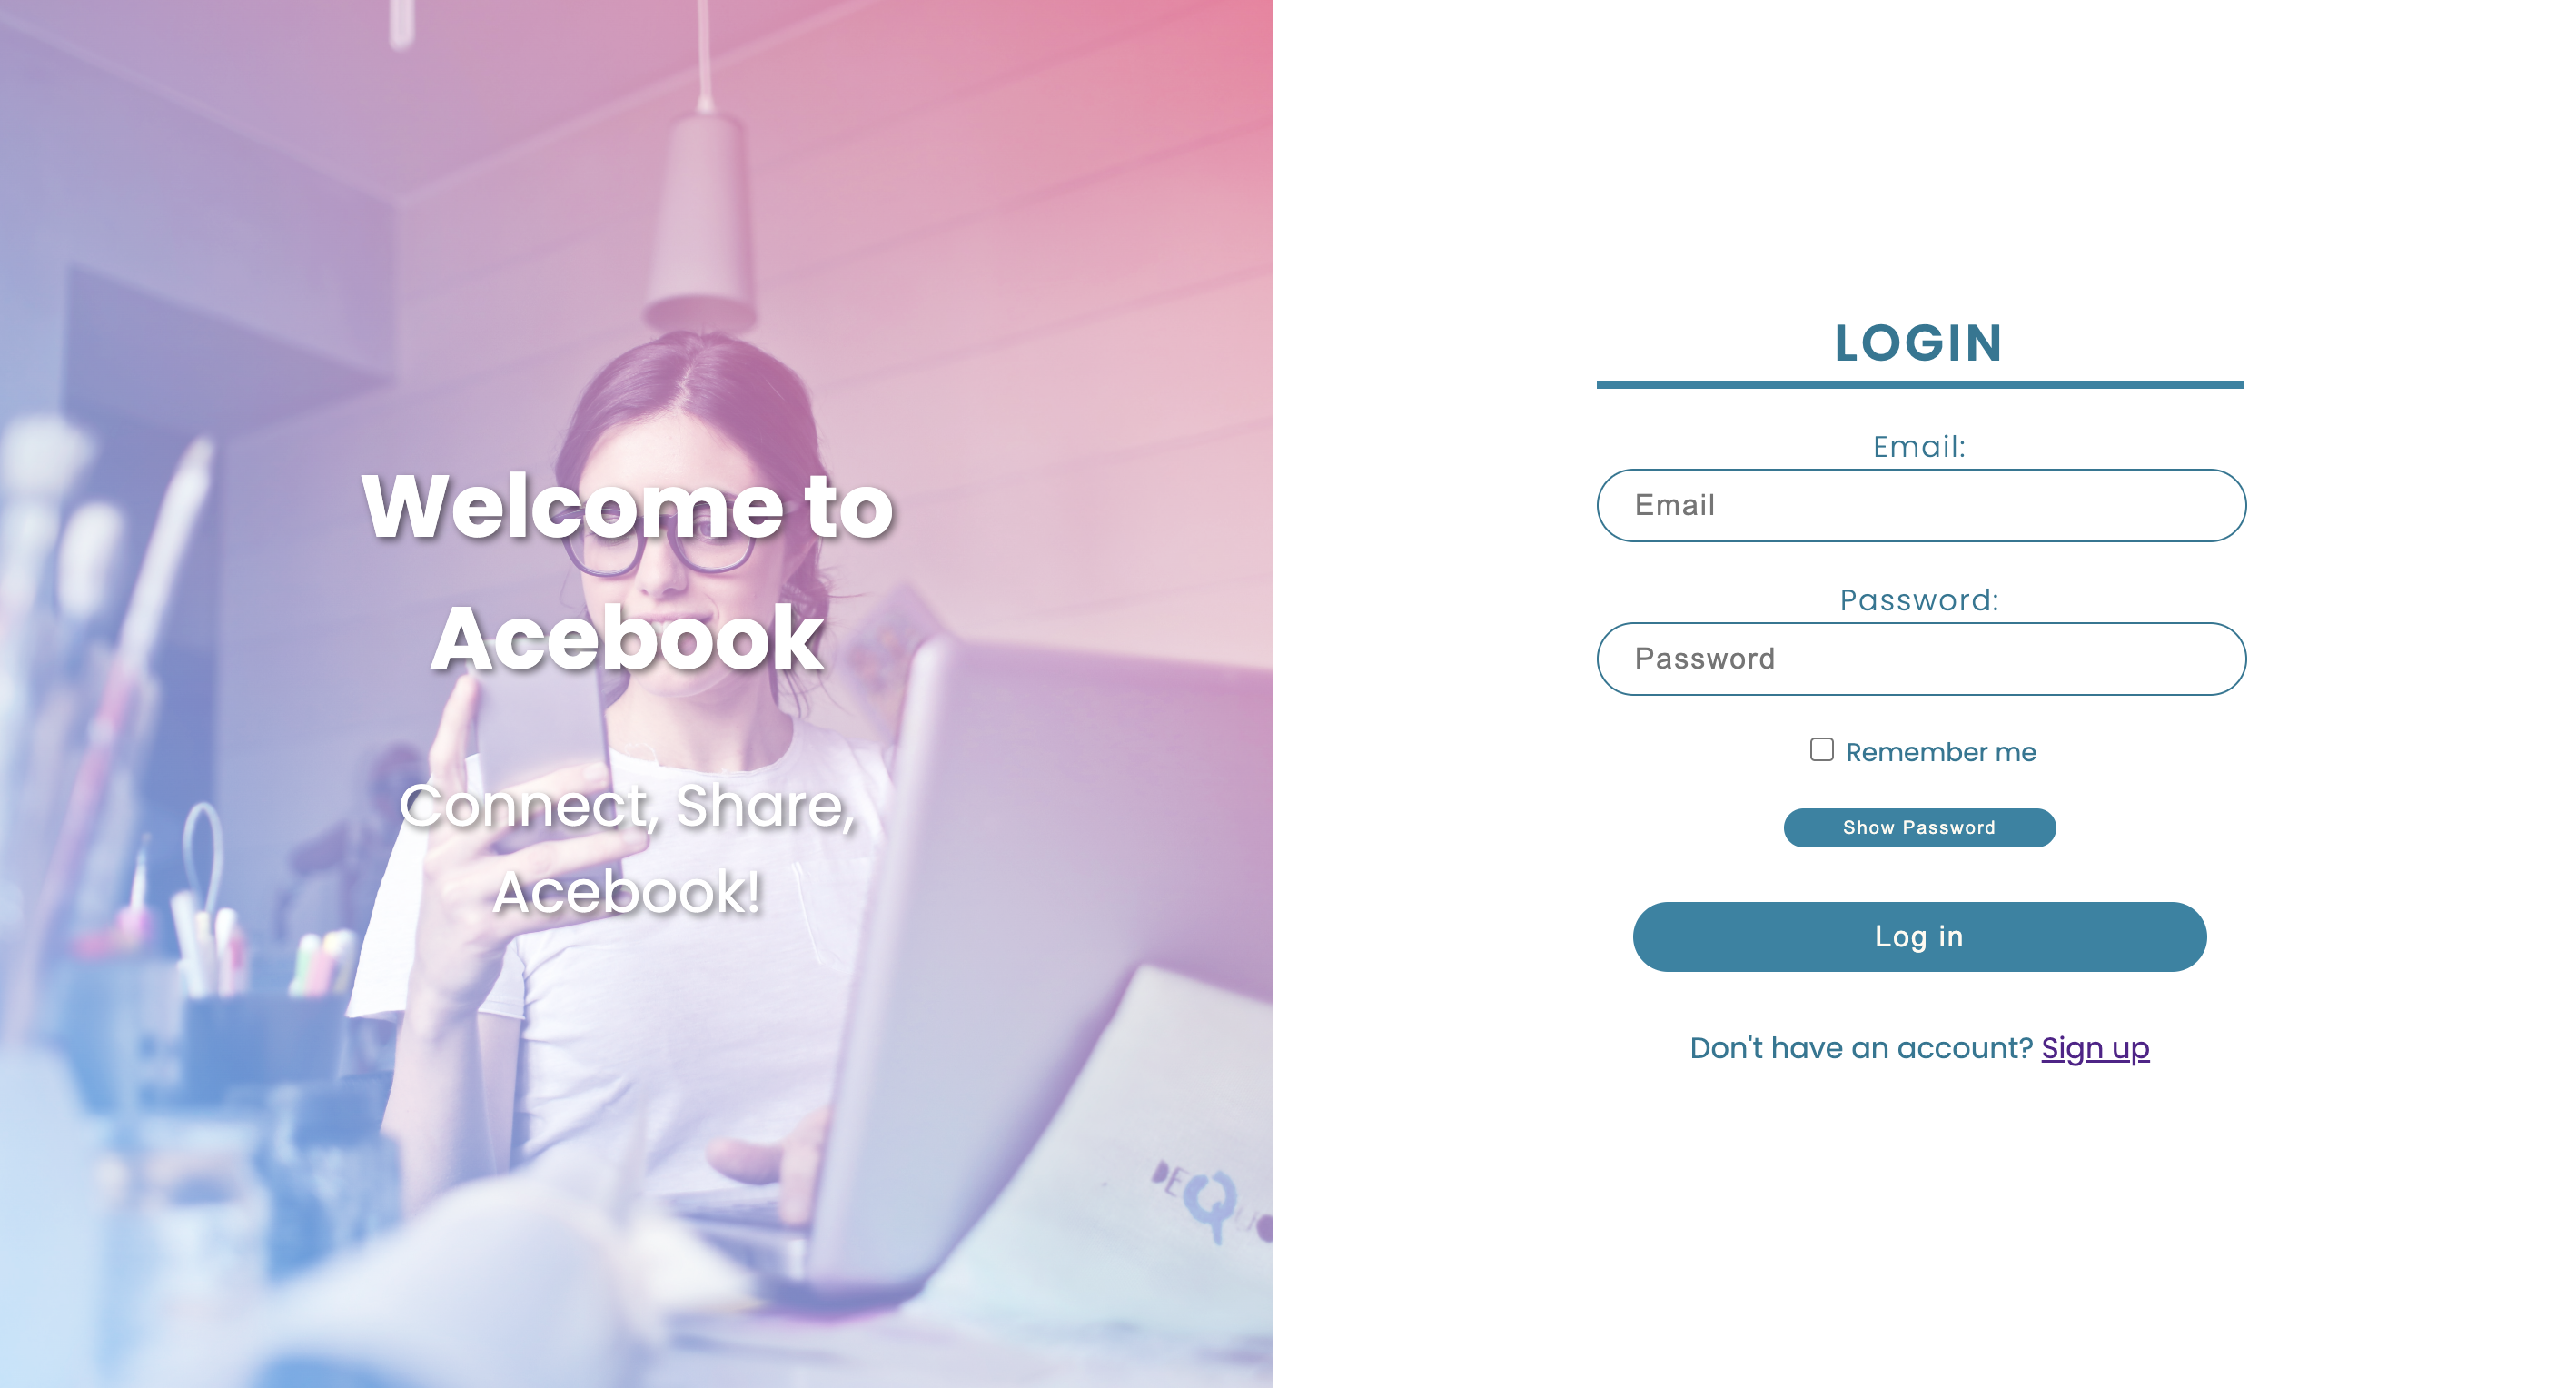 Welcome to
Acebook
Connect, Share,
Acebook!
LOGIN
Email:
Email
Password:
Password
Remember me
Show Password
Log in
Don't have an account? Sign up